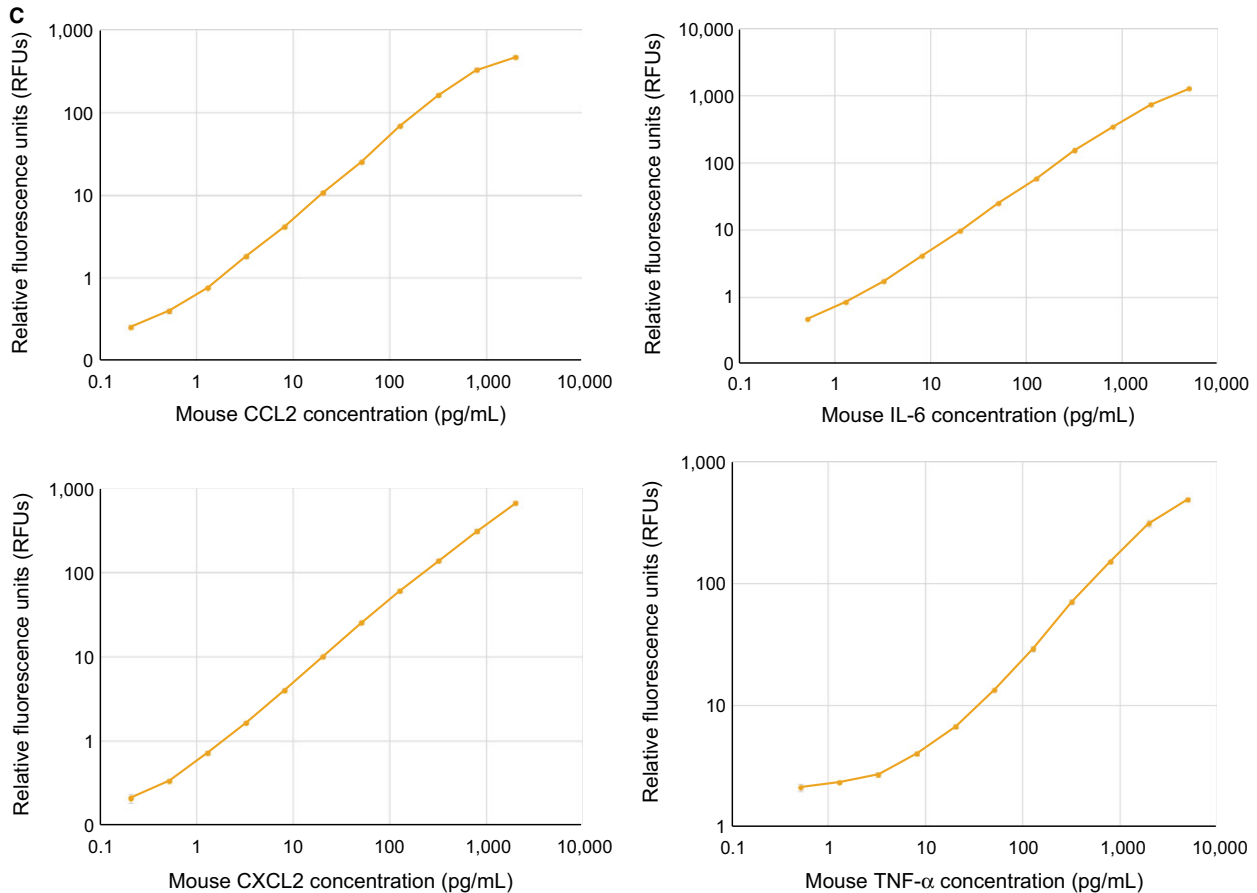 C
Relative fluorescence units (RFUs)
1,000
100
10
1
0
0.1 1 10 100 1,000 10,000
Mouse CCL2 concentration (pg/mL)
Relative fluorescence units (RFUs)
10,000
1,000
100
10
1
0
0.1 1 10 100 1,000 10,000
Mouse IL-6 concentration (pg/mL)
Relative fluorescence units (RFUs)
1,000
100
10
1
0
0.1 1 10 100 1,000 10,000
Mouse CXCL2 concentration (pg/mL)
Relative fluorescence units (RFUs)
1,000
100
10
1
0.1 1 10 100 1,000 10,000
Mouse TNF-α concentration (pg/mL)